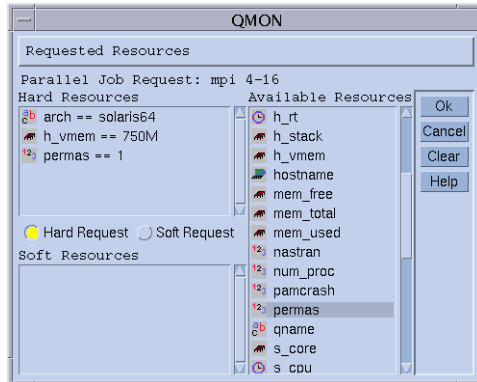 QMON
Requested Resources
Parallel Job Request: mpi 4-16
Hard Resources
arch == solaris64
h_vmem == 750M
permas == 1
Hard Request
Soft Request
Soft Resources
Available Resources
h_rt
h_stack
h_vmem
hostname
mem_free
mem_total
mem_used
nastran
num_proc
pamcrash
permas
qname
s_core
s_cpu
Ok
Cancel
Clear
Help